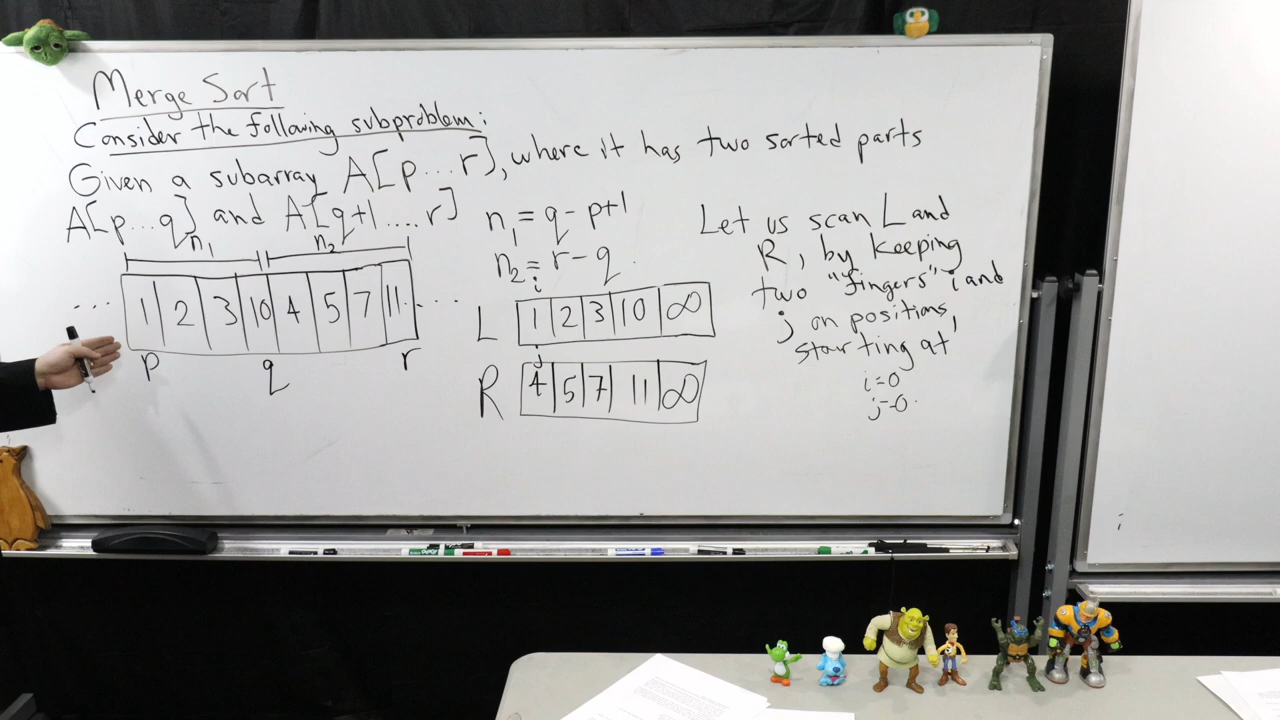 Merge Sort
Consider the following subproblem:
Given a subarray A[p...r], where it has two sorted parts
A[p...q] and A[q+1....r]
n₁ n₂
.... 1 2 3 10 4 5 7 11 ....
p q r
n₁ = q-p+1
n₂ = r-q.
i
L 1 2 3 10 ∞
j
R 4 5 7 11 ∞
Let us scan L and
R, by keeping
two "fingers" i and
j on positions,
starting at
i=0
j=0.